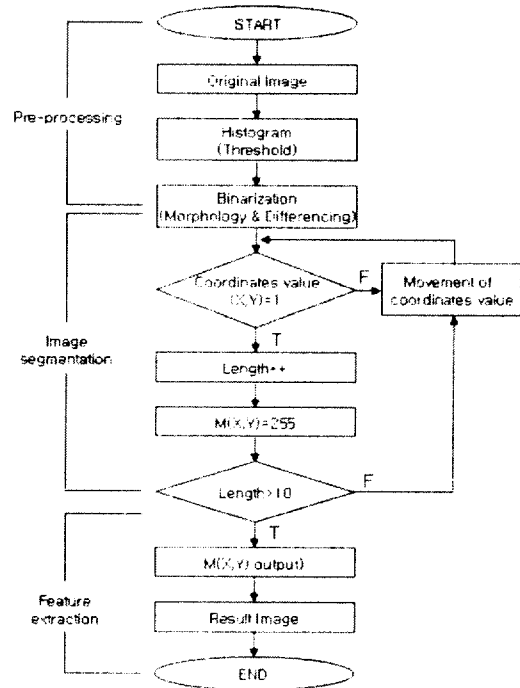 START
Original Image
Pre-processing
Histogram
(Threshold)
Binarization
(Morphology & Differencing)
Coordinates value
(X,Y)=1
F
Movement of
coordinates value
T
Image
segmentation
Length++
M(X,Y)=255
Length>10
F
T
M(X,Y) output)
Feature
extraction
Result Image
END